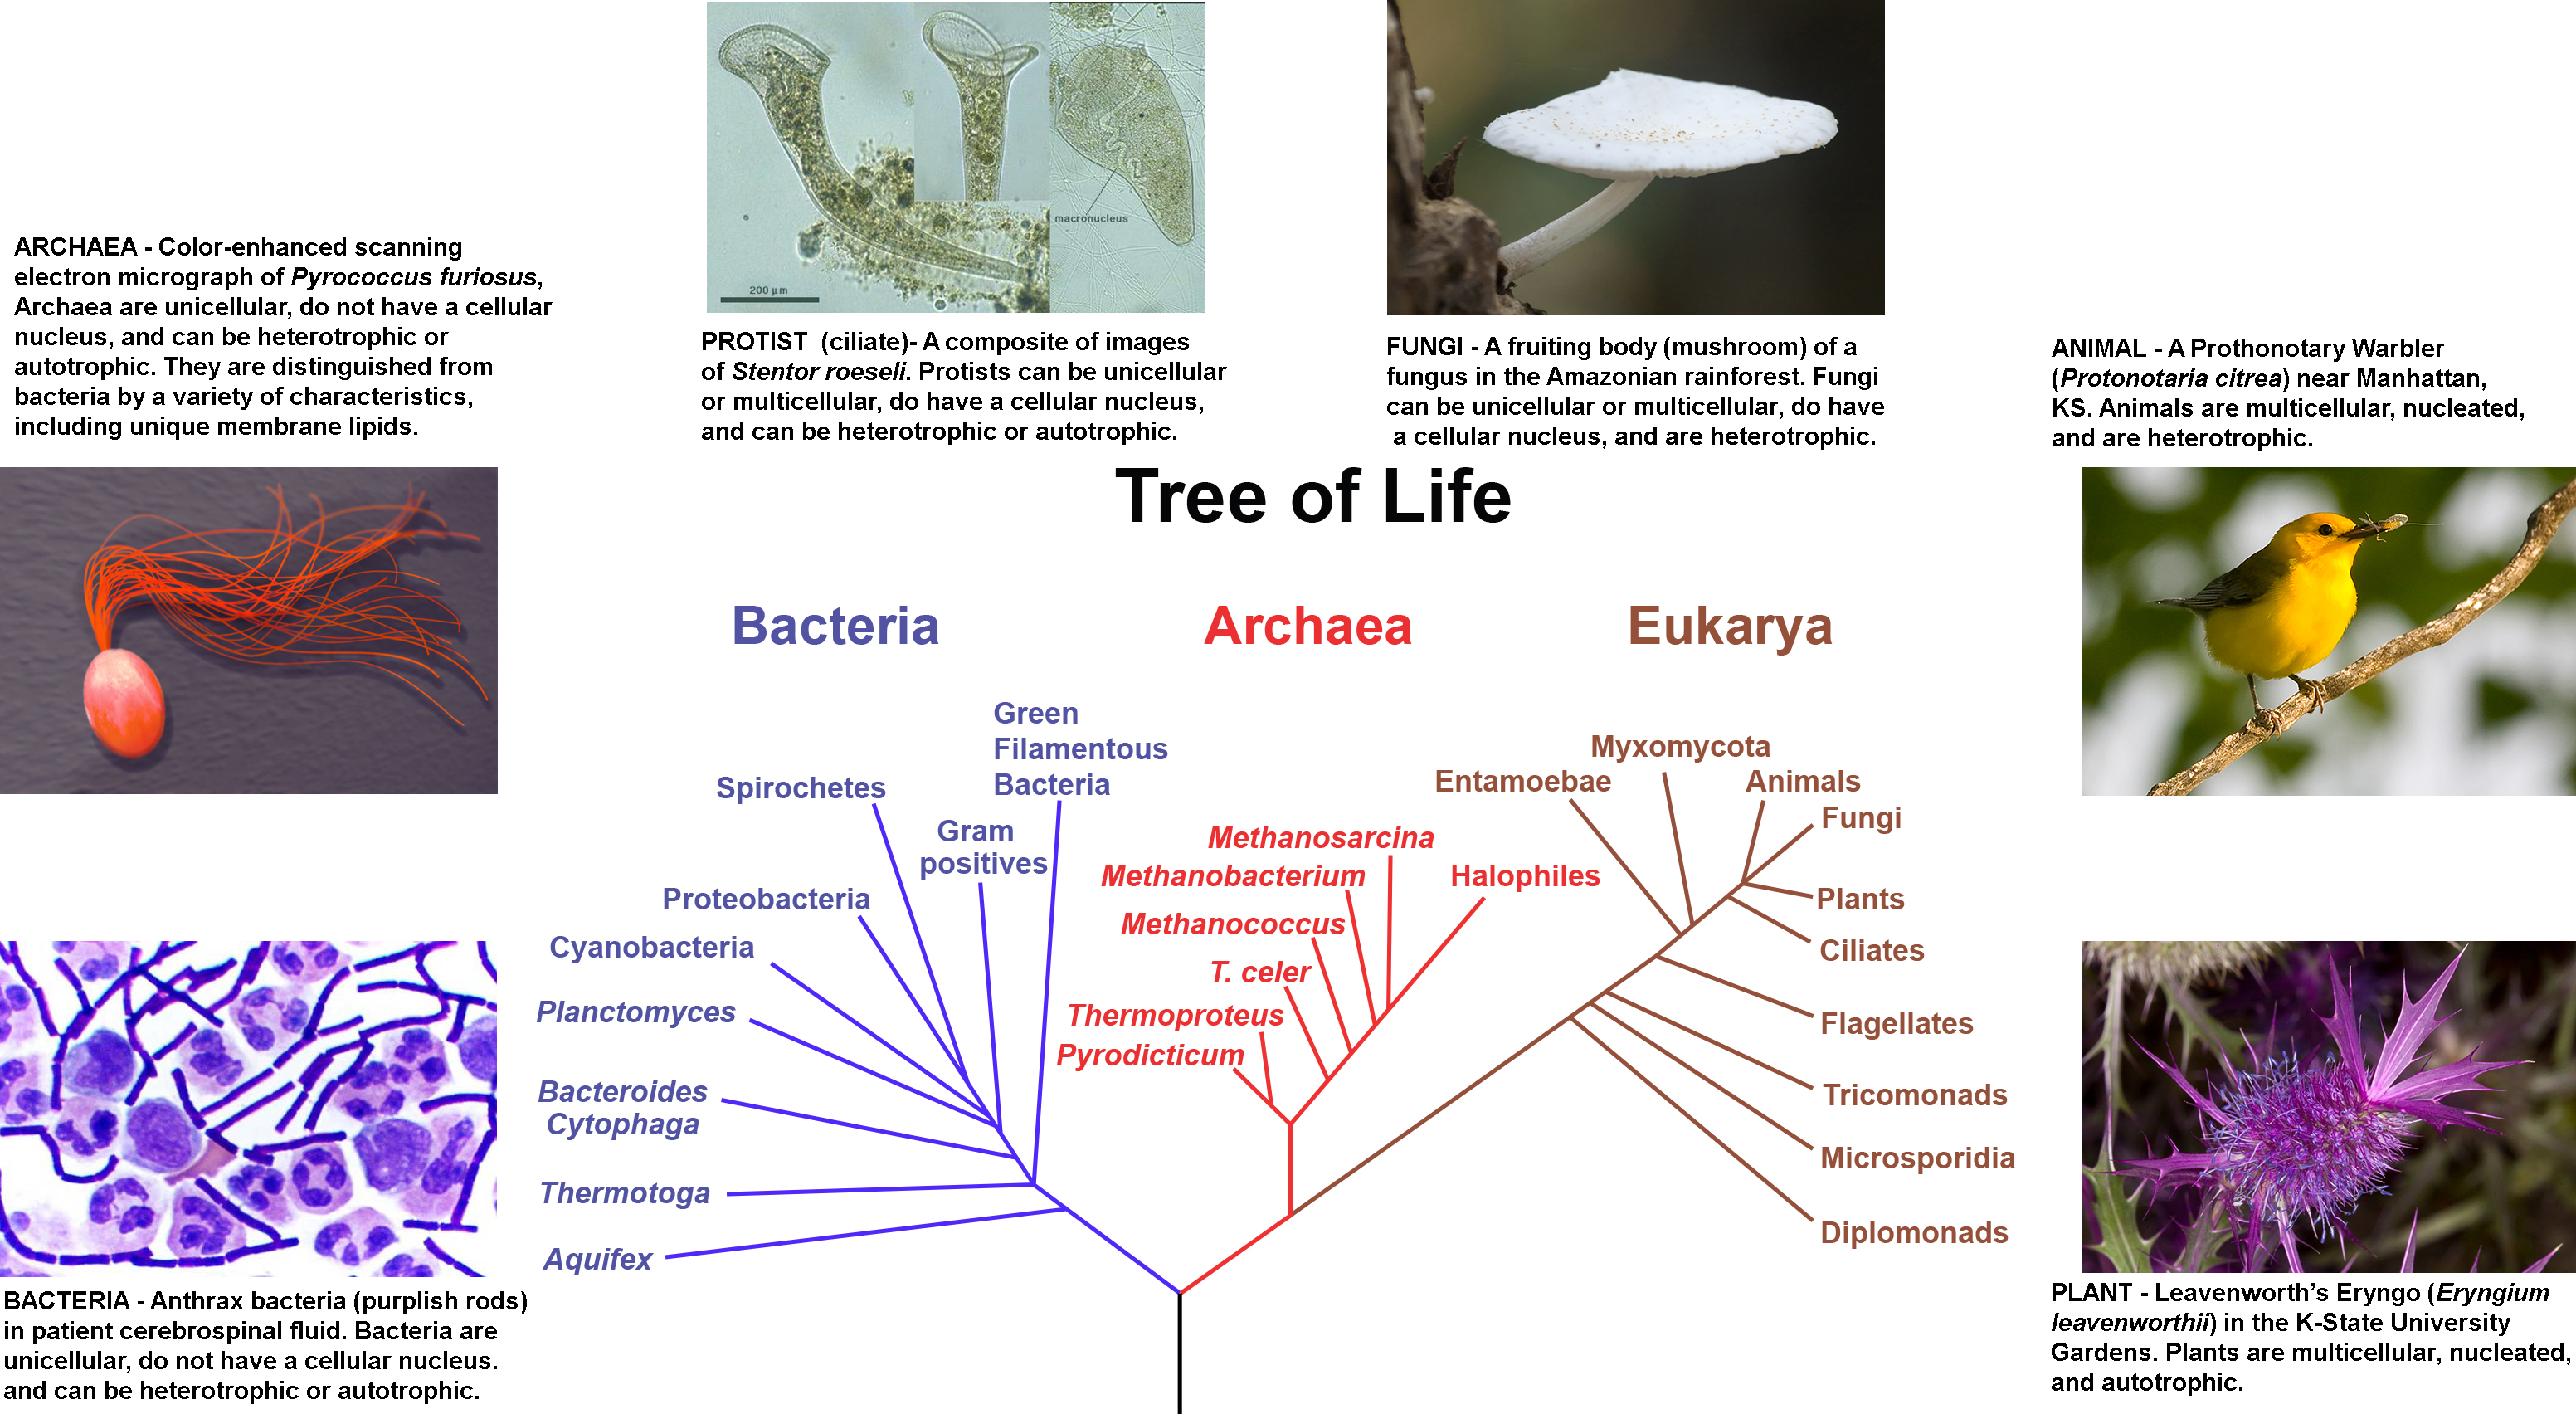 ARCHAEA - Color-enhanced scanning
electron micrograph of Pyrococcus furiosus,
Archaea are unicellular, do not have a cellular
nucleus, and can be heterotrophic or
autotrophic. They are distinguished from
bacteria by a variety of characteristics,
including unique membrane lipids.
macronucleus
200 µm
PROTIST (ciliate)- A composite of images
of Stentor roeseli. Protists can be unicellular
or multicellular, do have a cellular nucleus,
and can be heterotrophic or autotrophic.
FUNGI - A fruiting body (mushroom) of a
fungus in the Amazonian rainforest. Fungi
can be unicellular or multicellular, do have
a cellular nucleus, and are heterotrophic.
ANIMAL - A Prothonotary Warbler
(Protonotaria citrea) near Manhattan,
KS. Animals are multicellular, nucleated,
and are heterotrophic.
Tree of Life
Bacteria
Archaea
Eukarya
Green
Filamentous
Bacteria
Spirochetes
Gram
positives
Proteobacteria
Cyanobacteria
Planctomyces
Bacteroides
Cytophaga
Thermotoga
Aquifex
Methanosarcina
Methanobacterium
Halophiles
Methanococcus
T. celer
Thermoproteus
Pyrodicticum
Myxomycota
Entamoebae
Animals
Fungi
Plants
Ciliates
Flagellates
Tricomonads
Microsporidia
Diplomonads
BACTERIA - Anthrax bacteria (purplish rods)
in patient cerebrospinal fluid. Bacteria are
unicellular, do not have a cellular nucleus.
and can be heterotrophic or autotrophic.
PLANT - Leavenworth’s Eryngo (Eryngium
leavenworthii) in the K-State University
Gardens. Plants are multicellular, nucleated,
and autotrophic.